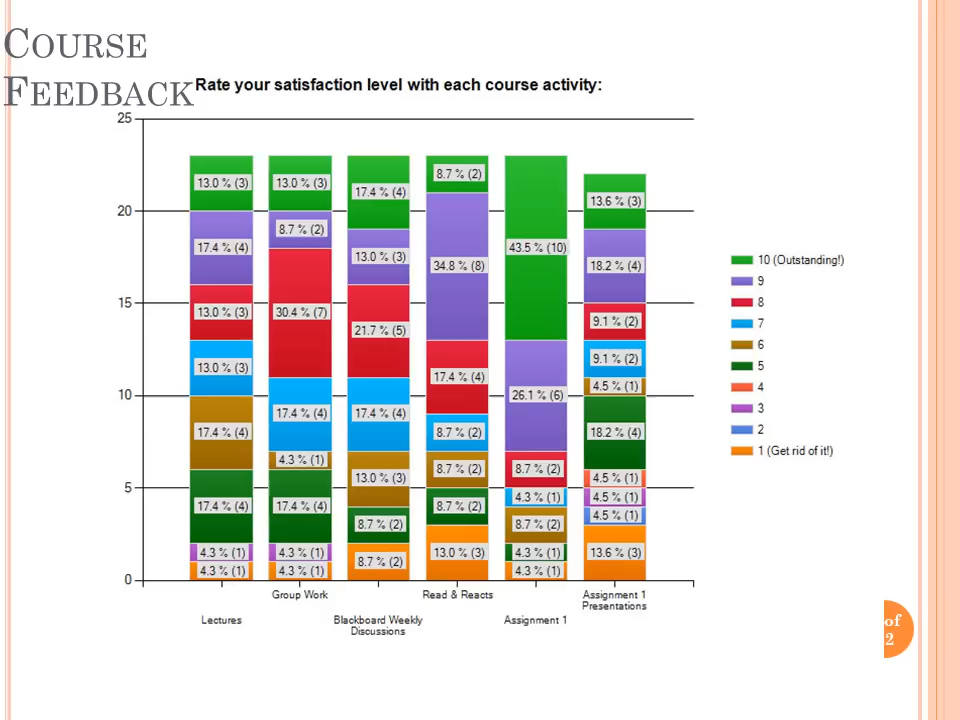 COURSE
FEEDBACK
Rate your satisfaction level with each course activity:
25
20
15
10
5
0
13.0 % (3)
17.4 % (4)
13.0 % (3)
13.0 % (3)
17.4 % (4)
17.4 % (4)
4.3 % (1)
4.3 % (1)
13.0 % (3)
8.7 % (2)
30.4 % (7)
17.4 % (4)
4.3 % (1)
17.4 % (4)
4.3 % (1)
4.3 % (1)
17.4 % (4)
13.0 % (3)
21.7 % (5)
17.4 % (4)
13.0 % (3)
8.7 % (2)
8.7 % (2)
8.7 % (2)
34.8 % (8)
17.4 % (4)
8.7 % (2)
8.7 % (2)
8.7 % (2)
13.0 % (3)
43.5 % (10)
26.1 % (6)
8.7 % (2)
4.3 % (1)
8.7 % (2)
4.3 % (1)
4.3 % (1)
13.6 % (3)
18.2 % (4)
9.1 % (2)
9.1 % (2)
4.5 % (1)
18.2 % (4)
4.5 % (1)
4.5 % (1)
4.5 % (1)
13.6 % (3)
Lectures
Group Work
Blackboard Weekly
Discussions
Read & Reacts
Assignment 1
Assignment 1
Presentations
10 (Outstanding!)
9
8
7
6
5
4
3
2
1 (Get rid of it!)
of
2